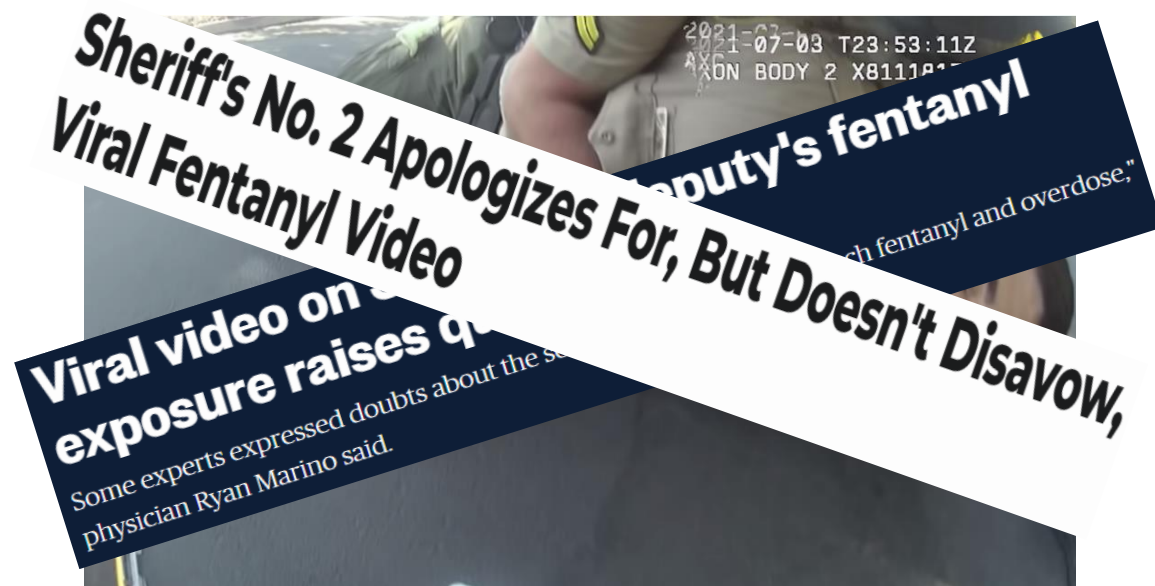 Sheriff's No. 2 Apologizes For, But Doesn't Disavow,
Viral Fentanyl Video
2021-07-03 T23:53:11Z
AXON BODY 2
Viral video on
deputy's fentanyl
exposure raises
Some experts expressed doubts about the
fentanyl and overdose,"
physician Ryan Marino said.